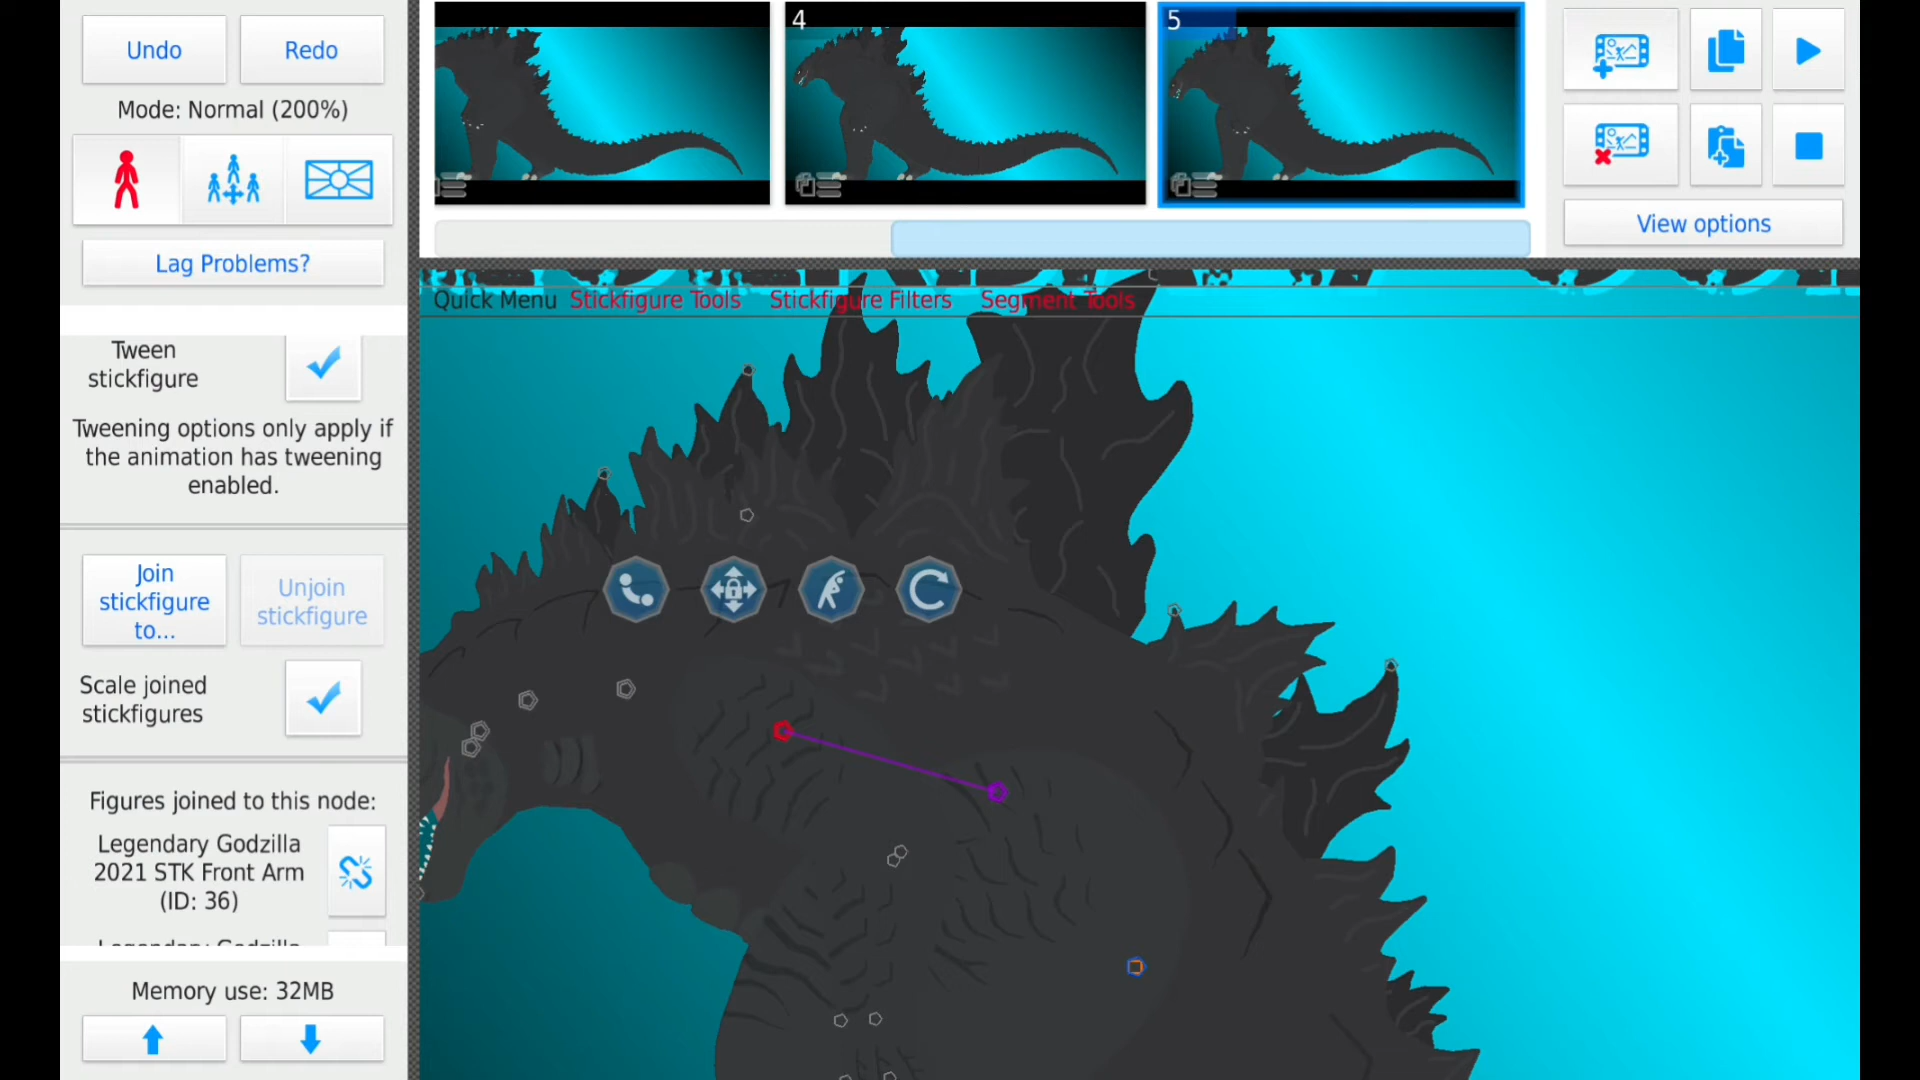 Undo
Redo
Mode: Normal (200%)
Lag Problems?
Tween
stickfigure
Tweening options only apply if
the animation has tweening
enabled.
Join
stickfigure
to...
Unjoin
stickfigure
Scale joined
stickfigures
Figures joined to this node:
Legendary Godzilla
2021 STK Front Arm
(ID: 36)
Legendary Godzilla
Memory use: 32MB
4
5
View options
Quick Menu
Stickfigure Tools
Stickfigure Filters
Segment Tools